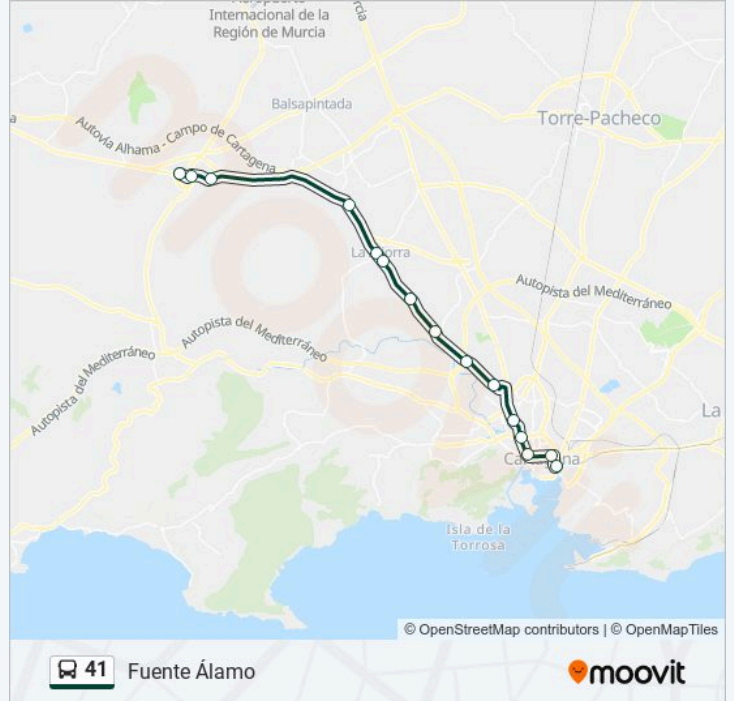 Aeropuerto
Internacional de la
Región de Murcia
rcia
Balsapintada
Torre-Pacheco
a
Autovía Alhama - Campo de Cartagena
La
orra
Autopista del Mediterráneo
Autopista del Mediterráneo
Autopista del Mediterráneo
La
Cartagena
Isla de la
Torrosa
© OpenStreetMap contributors | © OpenMapTiles
41 Fuente Álamo
moovit